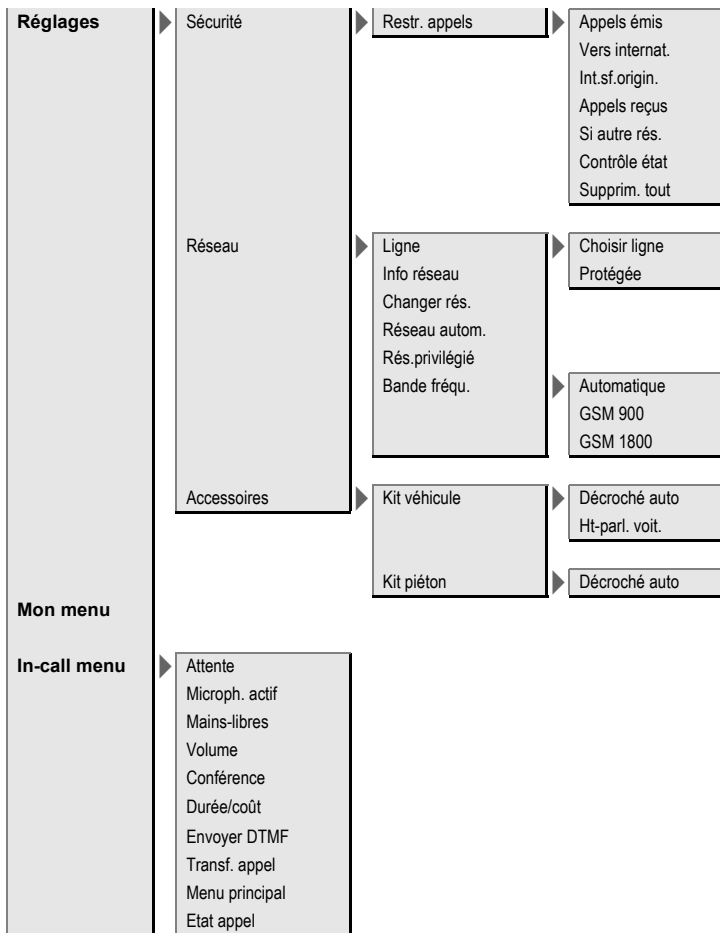 Réglages
Sécurité
Restr. appels
Appels émis
Vers internat.
Int.sf.origin.
Appels reçus
Si autre rés.
Contrôle état
Supprim. tout
Réseau
Ligne
Choisir ligne
Protégée
Info réseau
Changer rés.
Réseau autom.
Rés.privilégié
Bande fréqu.
Automatique
GSM 900
GSM 1800
Accessoires
Kit véhicule
Décroché auto
Ht-parl. voit.
Kit piéton
Décroché auto
Mon menu
In-call menu
Attente
Microph. actif
Mains-libres
Volume
Conférence
Durée/coût
Envoyer DTMF
Transf. appel
Menu principal
Etat appel